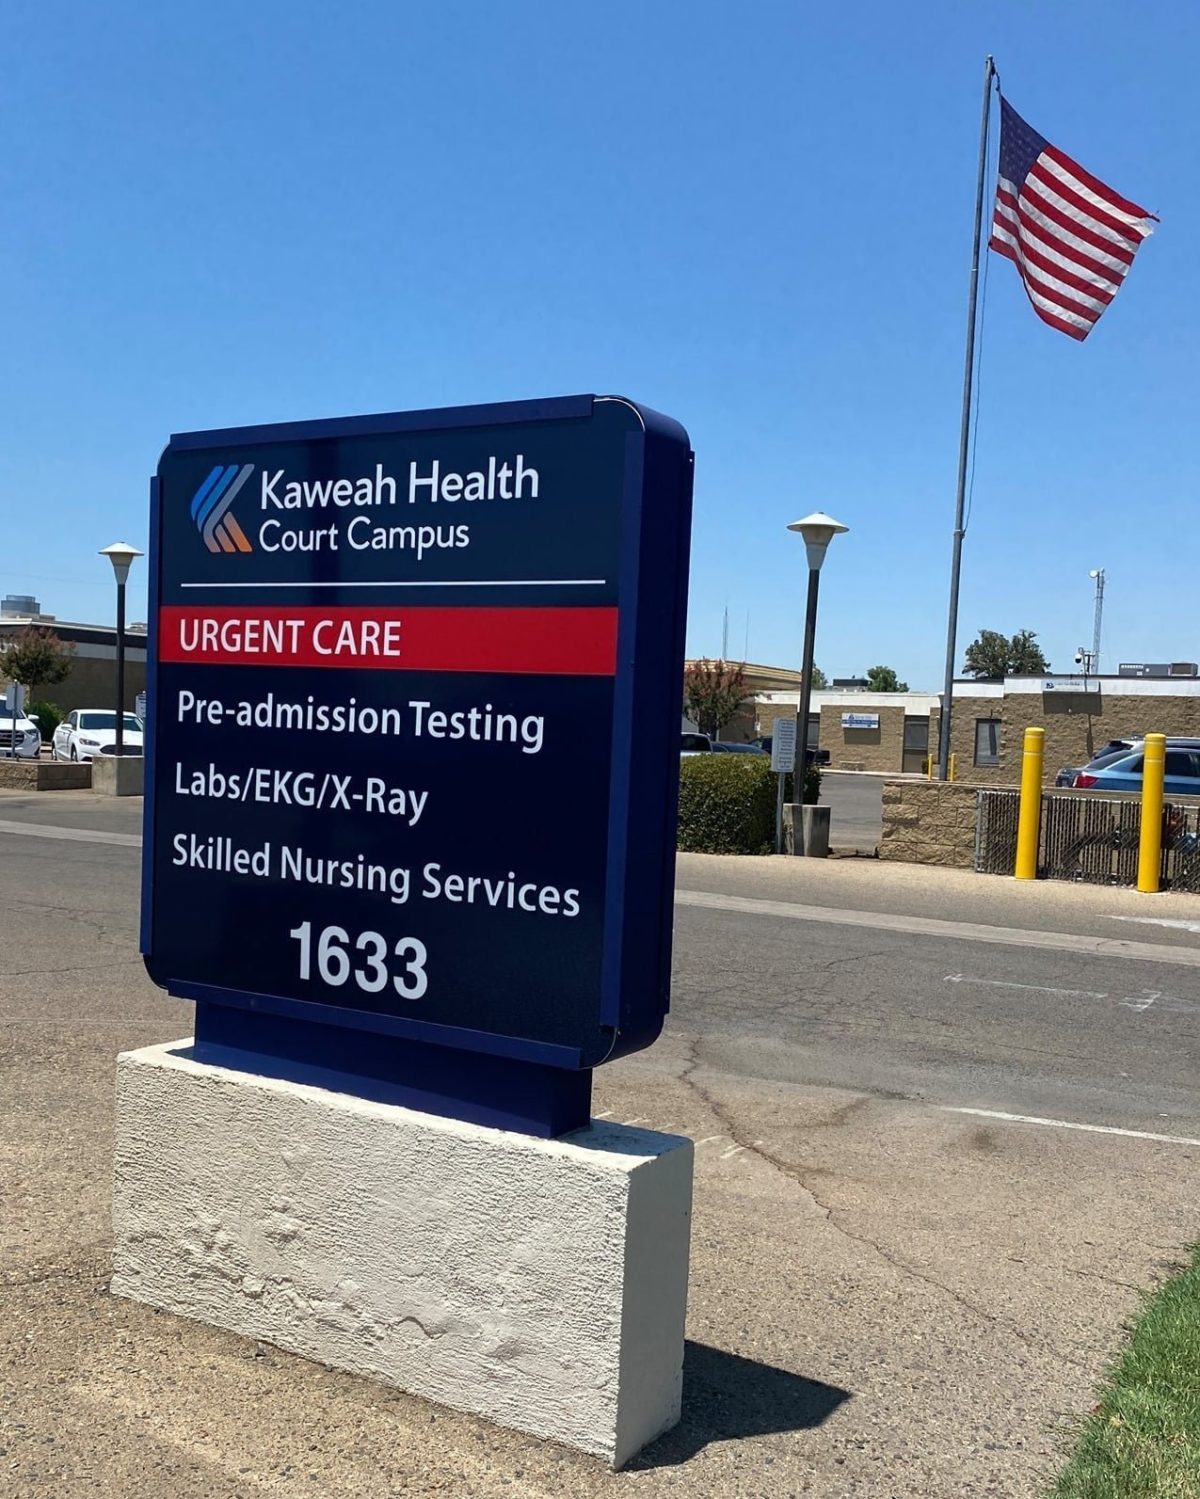 Kaweah Health
Court Campus
URGENT CARE
Pre-admission Testing
Labs/EKG/X-Ray
Skilled Nursing Services
1633